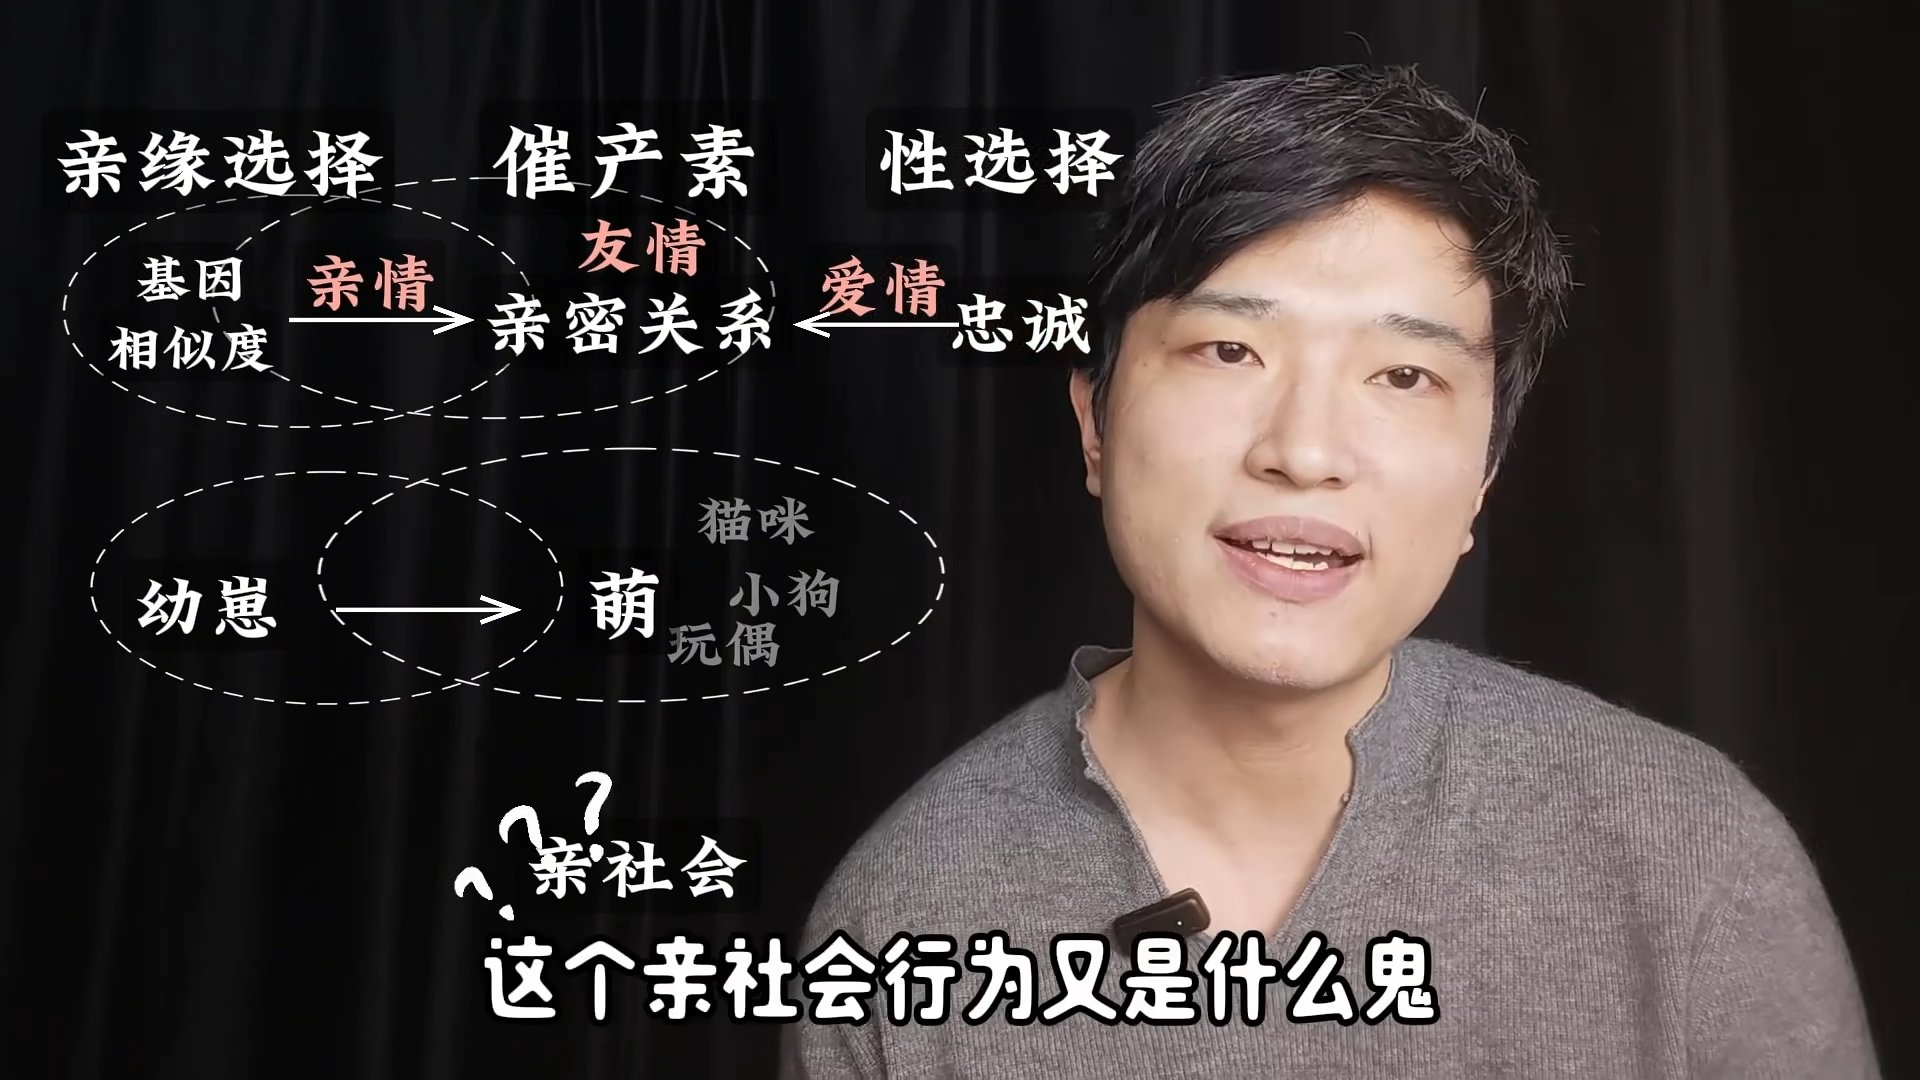 亲缘选择 催产素 性选择
友情
基因 亲情 爱情
相似度 亲密关系 忠诚
猫咪
幼崽 萌 小狗
玩偶
???
亲社会
这个亲社会行为又是什么鬼